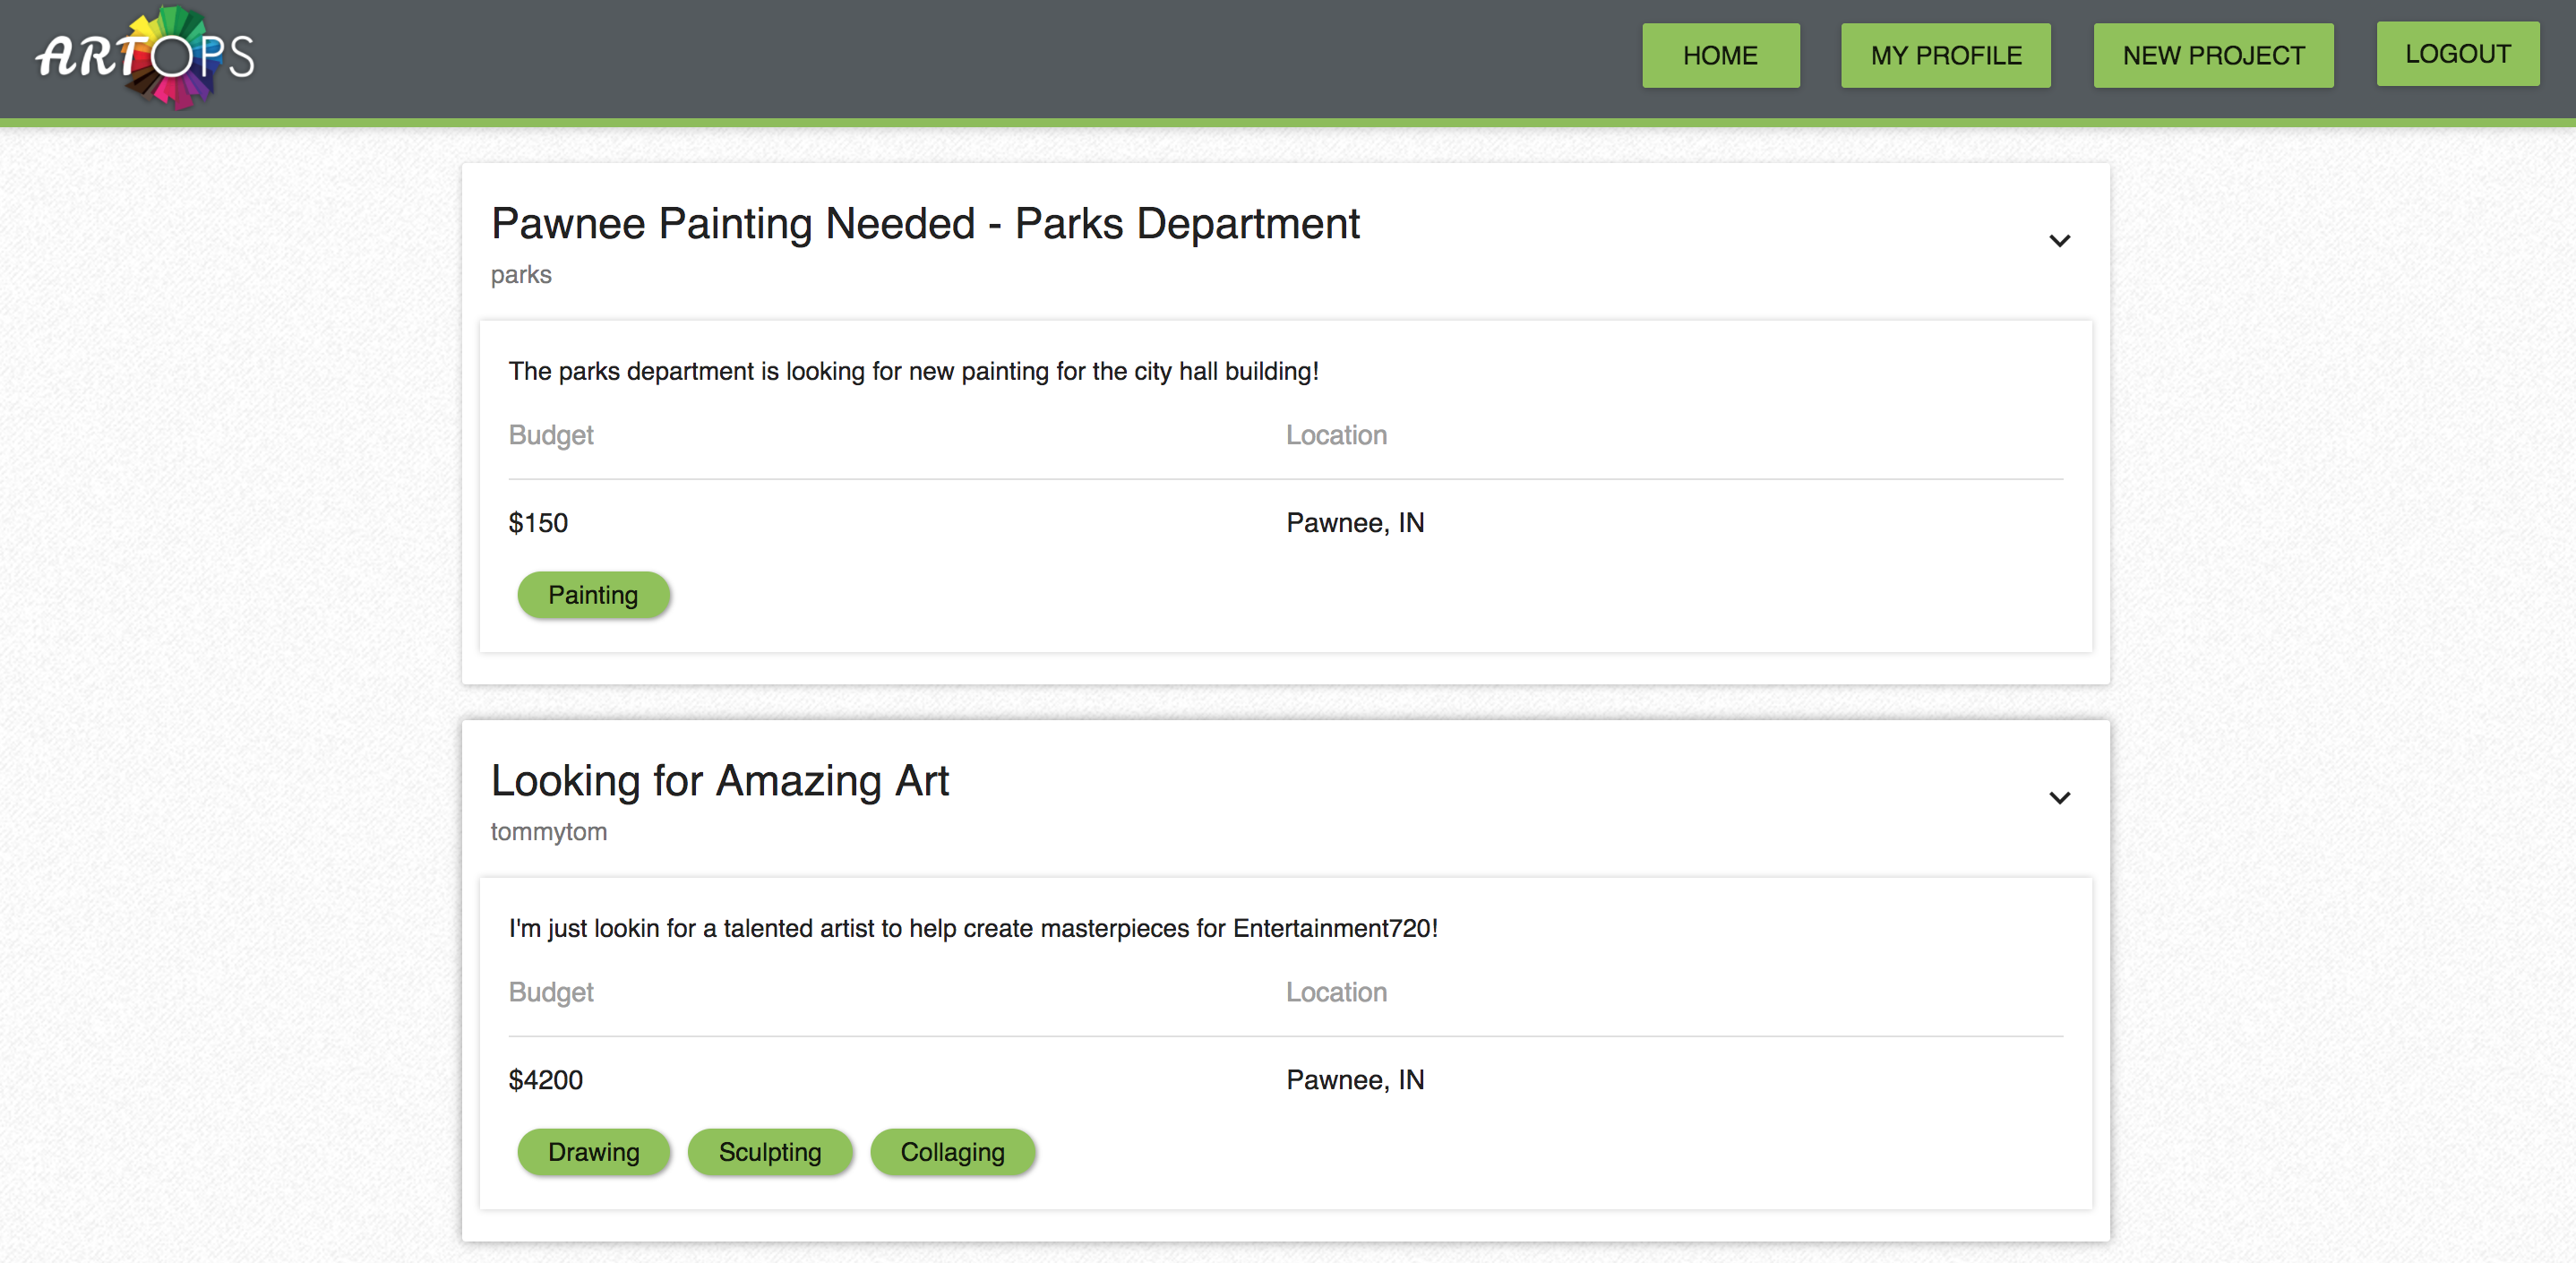 ARTOPS
HOME MY PROFILE NEW PROJECT LOGOUT
Pawnee Painting Needed - Parks Department
parks
The parks department is looking for new painting for the city hall building!
Budget Location
$150 Pawnee, IN
Painting
Looking for Amazing Art
tommytom
I'm just lookin for a talented artist to help create masterpieces for Entertainment720!
Budget Location
$4200 Pawnee, IN
Drawing Sculpting Collaging